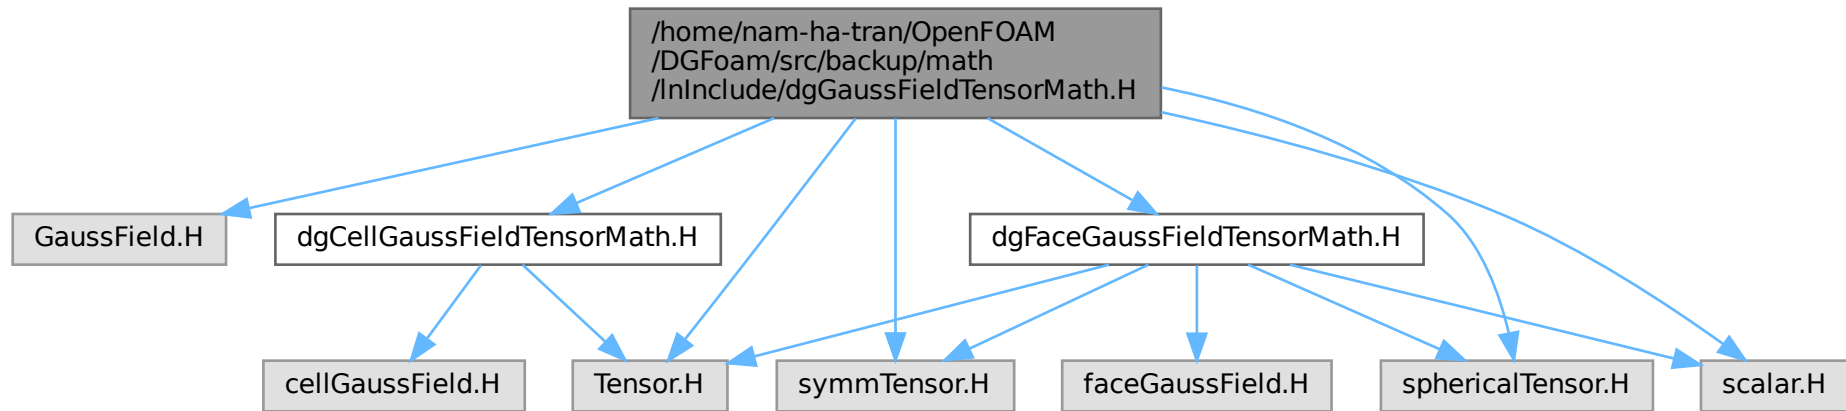 /home/nam-ha-tran/OpenFOAM
/DGFoam/src/backup/math
/lnInclude/dgGaussFieldTensorMath.H
GaussField.H
dgCellGaussFieldTensorMath.H
dgFaceGaussFieldTensorMath.H
cellGaussField.H
Tensor.H
symmTensor.H
faceGaussField.H
sphericalTensor.H
scalar.H